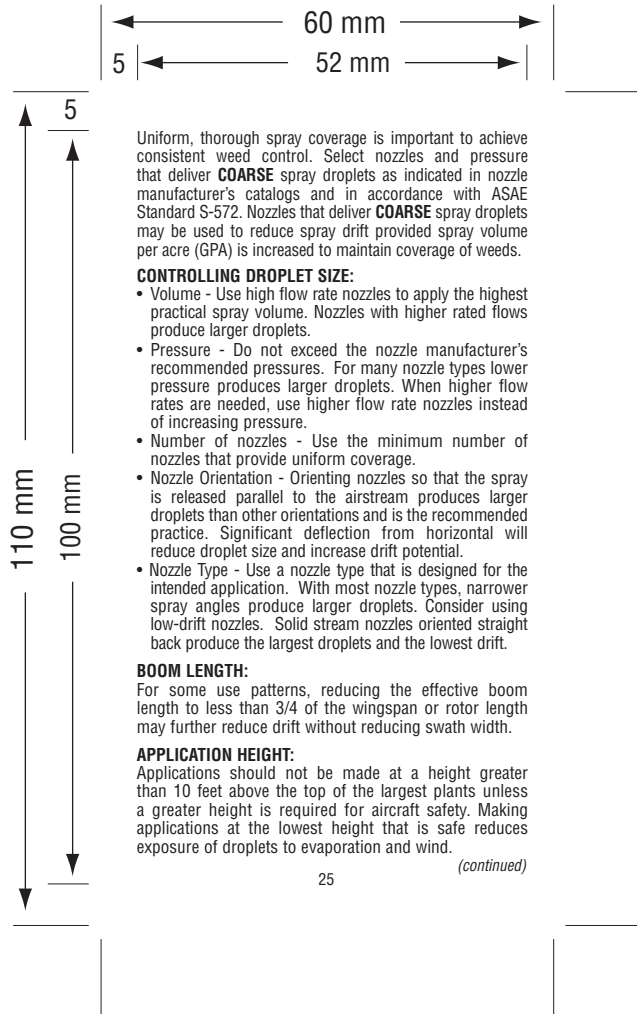 60 mm
5 52 mm
5
110 mm
100 mm
Uniform, thorough spray coverage is important to achieve
consistent weed control. Select nozzles and pressure
that deliver COARSE spray droplets as indicated in nozzle
manufacturer's catalogs and in accordance with ASAE
Standard S-572. Nozzles that deliver COARSE spray droplets
may be used to reduce spray drift provided spray volume
per acre (GPA) is increased to maintain coverage of weeds.
CONTROLLING DROPLET SIZE:
• Volume - Use high flow rate nozzles to apply the highest
practical spray volume. Nozzles with higher rated flows
produce larger droplets.
• Pressure - Do not exceed the nozzle manufacturer's
recommended pressures. For many nozzle types lower
pressure produces larger droplets. When higher flow
rates are needed, use higher flow rate nozzles instead
of increasing pressure.
• Number of nozzles - Use the minimum number of
nozzles that provide uniform coverage.
• Nozzle Orientation - Orienting nozzles so that the spray
is released parallel to the airstream produces larger
droplets than other orientations and is the recommended
practice. Significant deflection from horizontal will
reduce droplet size and increase drift potential.
• Nozzle Type - Use a nozzle type that is designed for the
intended application. With most nozzle types, narrower
spray angles produce larger droplets. Consider using
low-drift nozzles. Solid stream nozzles oriented straight
back produce the largest droplets and the lowest drift.
BOOM LENGTH:
For some use patterns, reducing the effective boom
length to less than 3/4 of the wingspan or rotor length
may further reduce drift without reducing swath width.
APPLICATION HEIGHT:
Applications should not be made at a height greater
than 10 feet above the top of the largest plants unless
a greater height is required for aircraft safety. Making
applications at the lowest height that is safe reduces
exposure of droplets to evaporation and wind.
(continued)
25